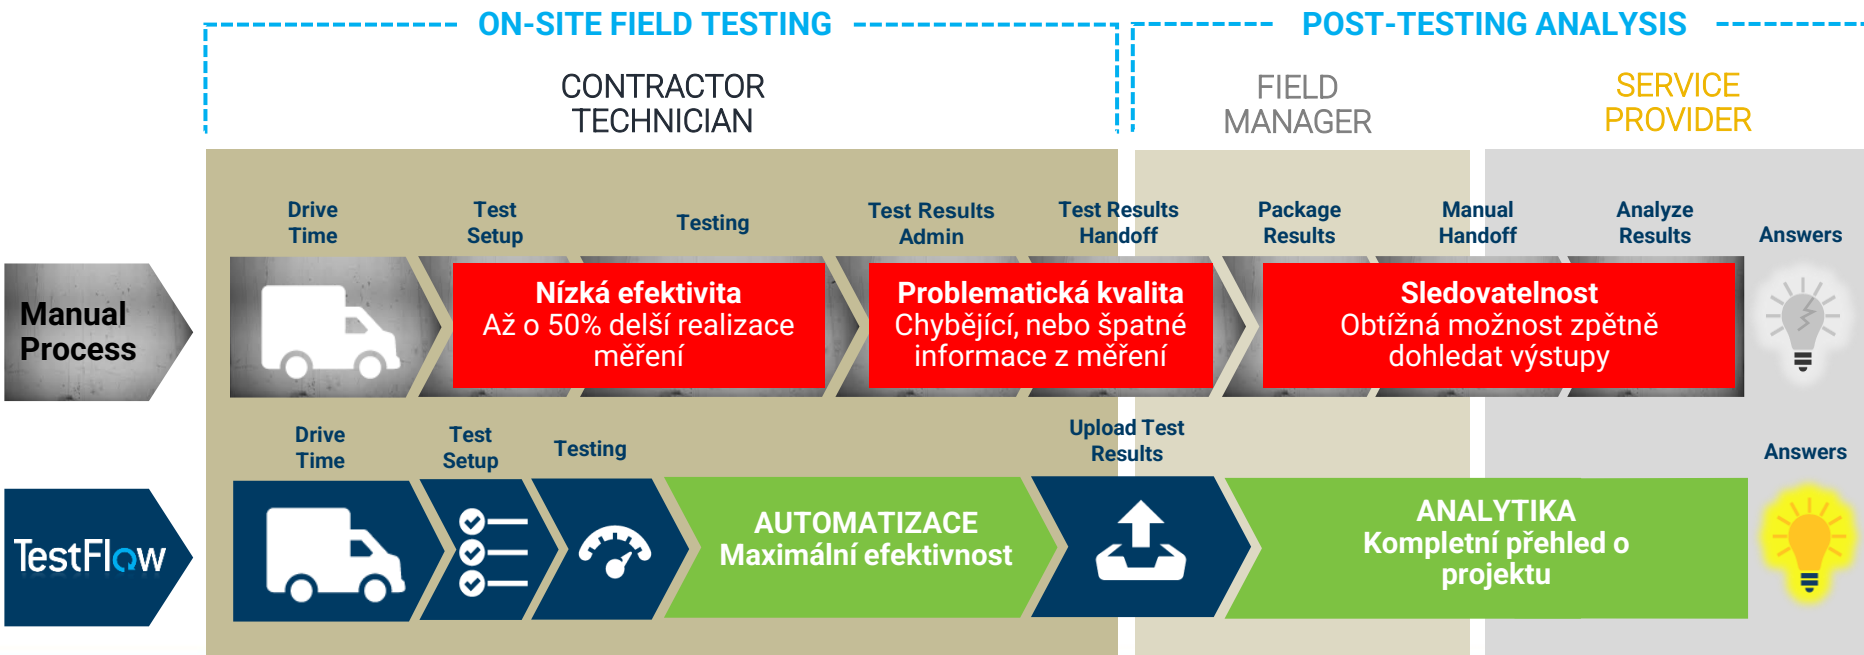 ON-SITE FIELD TESTING
POST-TESTING ANALYSIS
CONTRACTOR
TECHNICIAN
FIELD
MANAGER
SERVICE
PROVIDER
Drive
Time
Test
Setup
Testing
Test Results
Admin
Test Results
Handoff
Package
Results
Manual
Handoff
Analyze
Results
Answers
Manual
Process
Nízká efektivita
Až o 50% delší realizace
měření
Problematická kvalita
Chybějící, nebo špatné
informace z měření
Sledovatelnost
Obtížná možnost zpětně
dohledat výstupy
Drive
Time
Test
Setup
Testing
Upload Test
Results
Answers
TestFlow
AUTOMATIZACE
Maximální efektivnost
ANALYTIKA
Kompletní přehled o
projektu